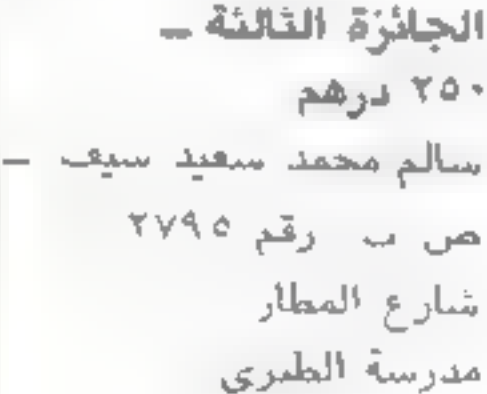 الجائزة الثالثة –
٢٥٠ درهم
سالم محمد سعيد سيف –
ص ب رقم ٢٧٩٥
شارع المطار
مدرسة الطبري